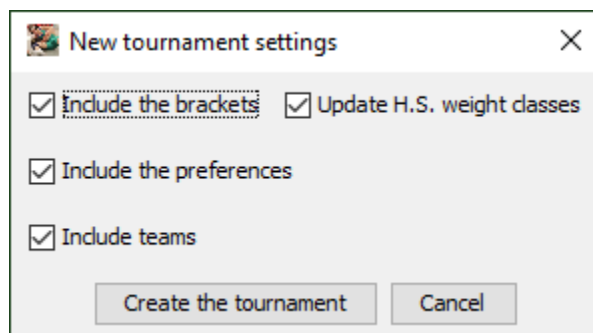 New tournament settings
Include the brackets Update H.S. weight classes
Include the preferences
Include teams
Create the tournament Cancel